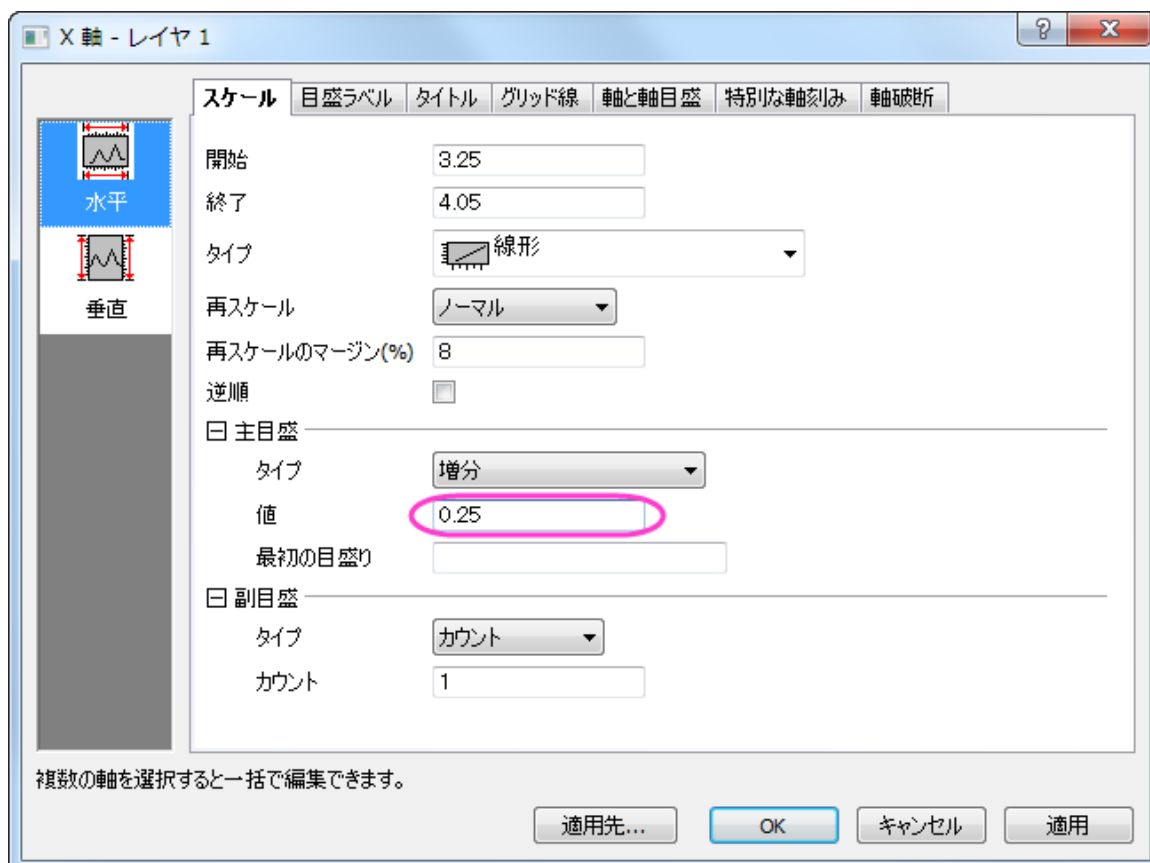 X 軸 - レイヤ 1
スケール 目盛ラベル タイトル グリッド線 軸と軸目盛 特別な軸刻み 軸破断
水平
垂直
開始 3.25
終了 4.05
タイプ 線形
再スケール ノーマル
再スケールのマージン(%) 8
逆順
主目盛
タイプ 増分
値 0.25
最初の目盛り
副目盛
タイプ カウント
カウント 1
複数の軸を選択すると一括で編集できます。
適用先... OK キャンセル 適用